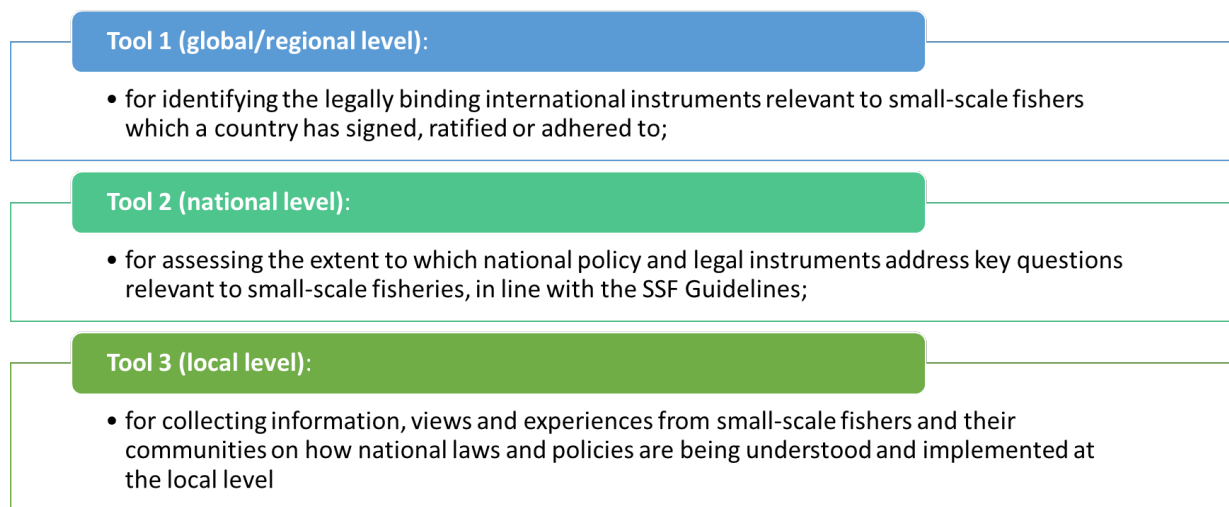 Tool 1 (global/regional level):
• for identifying the legally binding international instruments relevant to small-scale fishers
which a country has signed, ratified or adhered to;
Tool 2 (national level):
• for assessing the extent to which national policy and legal instruments address key questions
relevant to small-scale fisheries, in line with the SSF Guidelines;
Tool 3 (local level):
• for collecting information, views and experiences from small-scale fishers and their
communities on how national laws and policies are being understood and implemented at
the local level